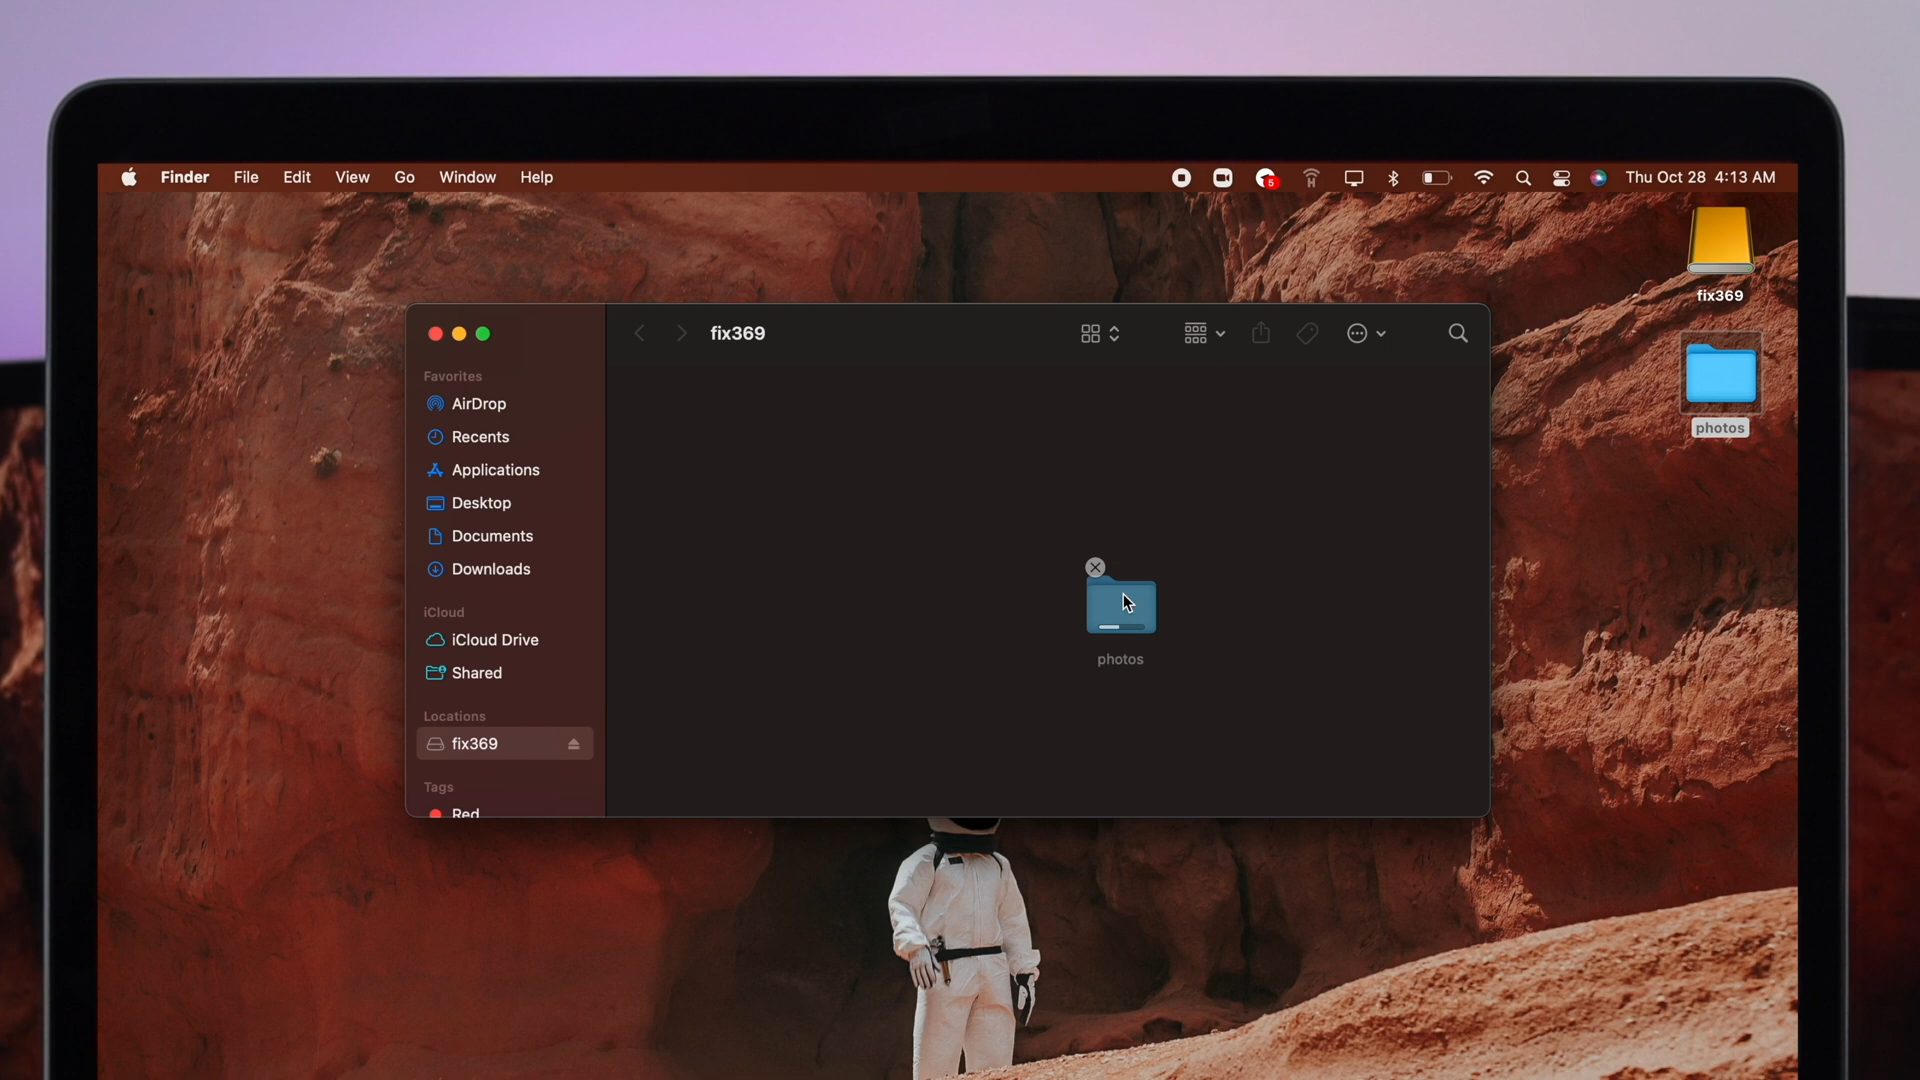 Finder File Edit View Go Window Help 5 Thu Oct 28 4:13 AM
fix369
photos
fix369
Favorites
AirDrop
Recents
Applications
Desktop
Documents
Downloads
iCloud
iCloud Drive
Shared
Locations
fix369
Tags
Red
photos